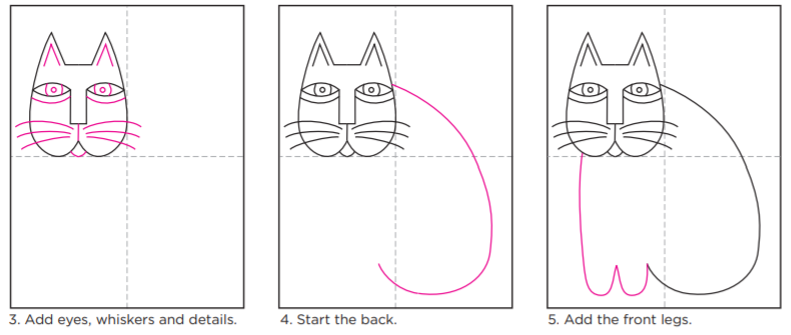 3. Add eyes, whiskers and details.
4. Start the back.
5. Add the front legs.